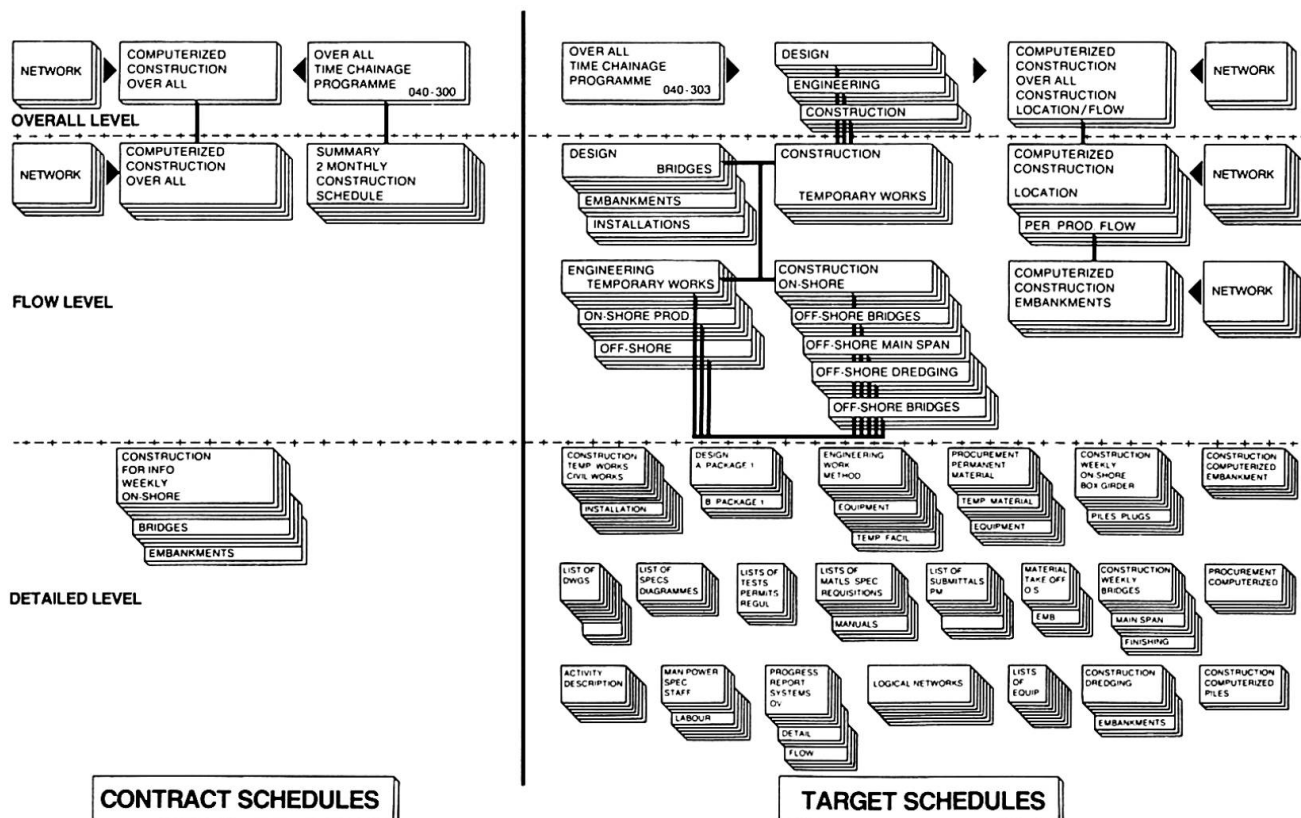 NETWORK
COMPUTERIZED
CONSTRUCTION
OVER ALL
OVER ALL
TIME CHAINAGE
PROGRAMME
040-300
OVERALL LEVEL
NETWORK
COMPUTERIZED
CONSTRUCTION
OVER ALL
SUMMARY
2 MONTHLY
CONSTRUCTION
SCHEDULE
FLOW LEVEL
CONSTRUCTION
FOR INFO
WEEKLY
ON-SHORE
BRIDGES
EMBANKMENTS
DETAILED LEVEL
CONTRACT SCHEDULES
OVER ALL
TIME CHAINAGE
PROGRAMME
040-303
DESIGN
ENGINEERING
CONSTRUCTION
COMPUTERIZED
CONSTRUCTION
OVER ALL
CONSTRUCTION
LOCATION/FLOW
NETWORK
DESIGN
BRIDGES
EMBANKMENTS
INSTALLATIONS
CONSTRUCTION
TEMPORARY WORKS
COMPUTERIZED
CONSTRUCTION
LOCATION
PER PROD. FLOW
NETWORK
ENGINEERING
TEMPORARY WORKS
ON-SHORE PROD
OFF-SHORE
CONSTRUCTION
ON-SHORE
OFF-SHORE BRIDGES
OFF-SHORE MAIN SPAN
OFF-SHORE DREDGING
OFF-SHORE BRIDGES
COMPUTERIZED
CONSTRUCTION
EMBANKMENTS
NETWORK
CONSTRUCTION
TEMP WORKS
CIVIL WORKS
INSTALLATION
DESIGN
A PACKAGE 1
B PACKAGE 1
ENGINEERING
WORK
METHOD
EQUIPMENT
TEMP FACIL
PROCUREMENT
PERMANENT
MATERIAL
TEMP MATERIAL
EQUIPMENT
CONSTRUCTION
WEEKLY
ON-SHORE
BOX GIRDER
PILES PLUGS
CONSTRUCTION
COMPUTERIZED
EMBANKMENT
LIST OF
DWGS
LIST OF
SPECS
DIAGRAMMES
LISTS OF
TESTS
PERMITS
REGUL
LISTS OF
MATLS SPEC
REQUISITIONS
MANUALS
LIST OF
SUBMITTALS
PM
MATERIAL
TAKE OFF
O S
EMB
CONSTRUCTION
WEEKLY
BRIDGES
MAIN SPAN
FINISHING
PROCUREMENT
COMPUTERIZED
ACTIVITY
DESCRIPTION
MAN POWER
SPEC
STAFF
LABOUR
PROGRESS
REPORT
SYSTEMS
OV
DETAIL
FLOW
LOGICAL NETWORKS
LISTS
OF
EQUIP
CONSTRUCTION
DREDGING
EMBANKMENTS
CONSTRUCTION
COMPUTERIZED
PILES
TARGET SCHEDULES